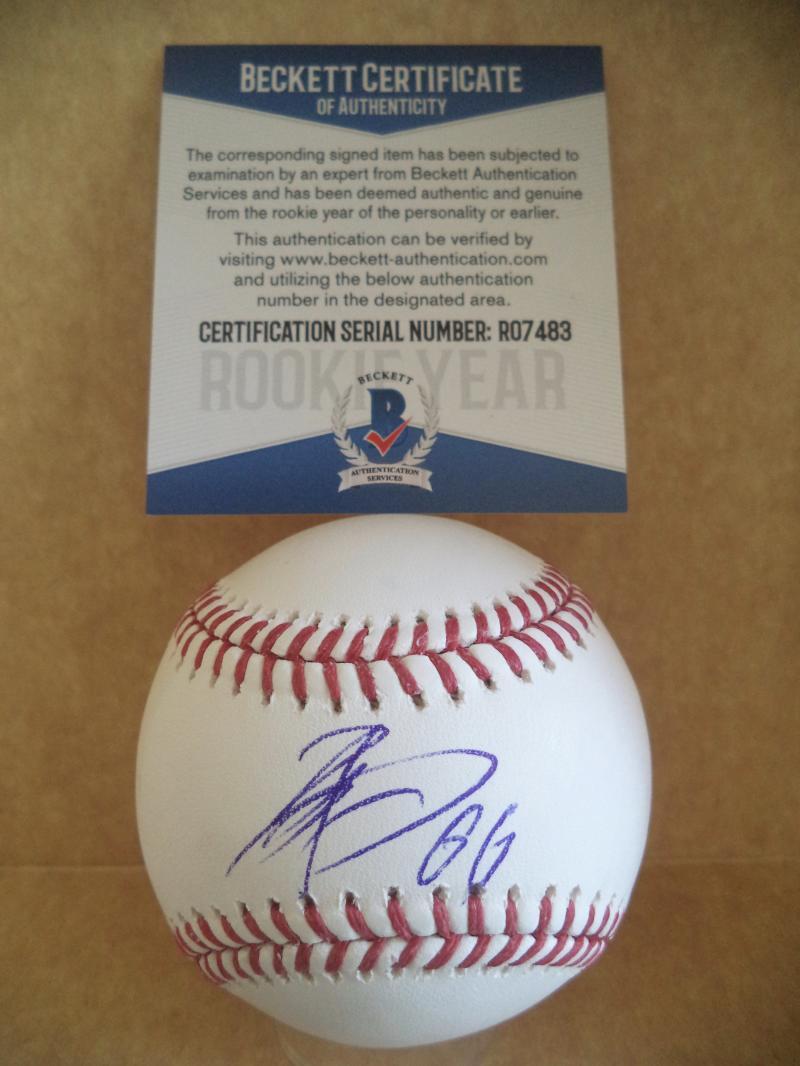 BECKETT CERTIFICATE
OF AUTHENTICITY
The corresponding signed item has been subjected to
examination by an expert from Beckett Authentication
Services and has been deemed authentic and genuine
from the rookie year of the personality or earlier.
This authentication can be verified by
visiting www.beckett-authentication.com
and utilizing the below authentication
number in the designated area.
CERTIFICATION SERIAL NUMBER: R07483
ROOKIE YEAR
BECKETT
B
AUTHENTICATION
SERVICES
66